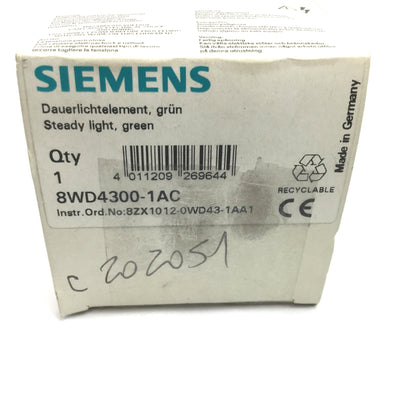 SIEMENS
Dauerlichtelement, grün
Steady light, green
Qty
1
4 011209 269644
8WD4300-1AC
Instr.Ord.No:8ZX1012-0WD43-1AA1
RECYCLABLE
CE
Made in Germany
C 202051